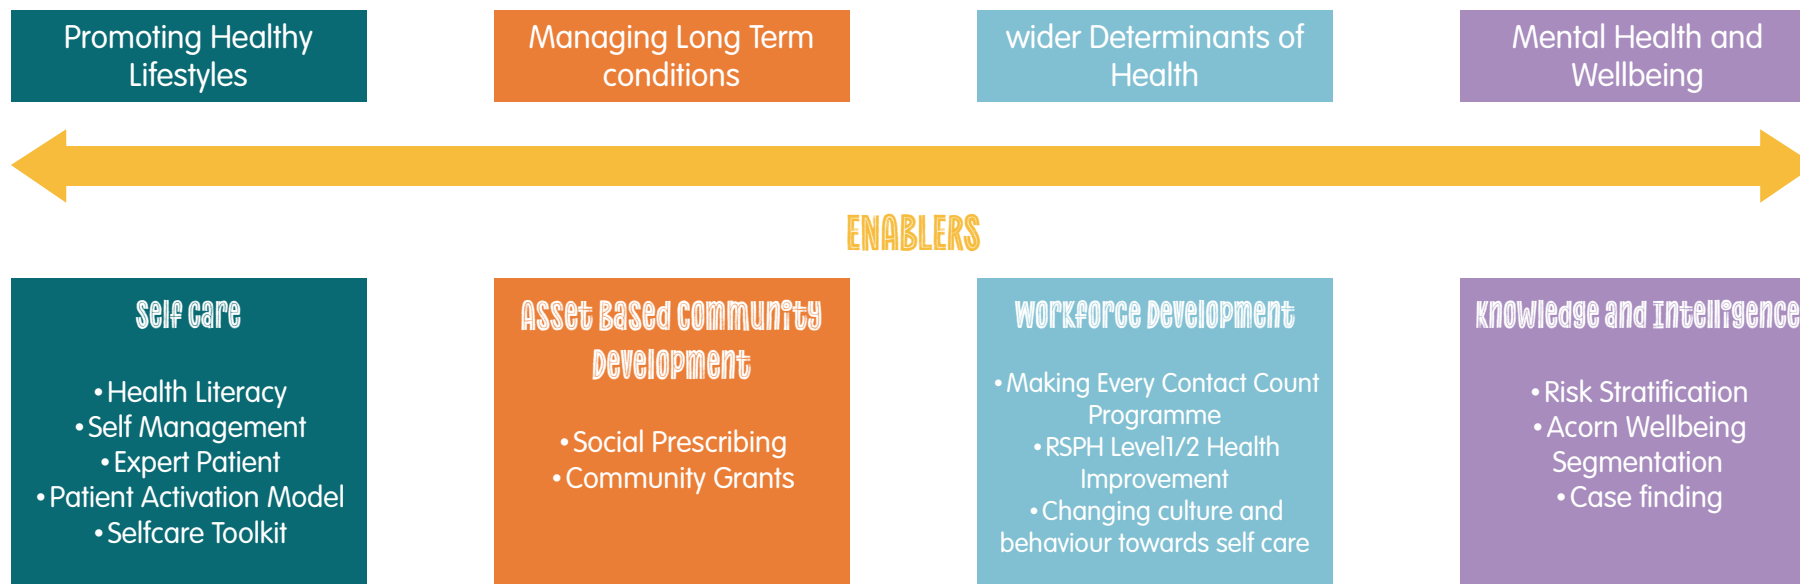 Promoting Healthy
Lifestyles
Managing Long Term
conditions
wider Determinants of
Health
Mental Health and
Wellbeing
ENABLERS
Self care
• Health Literacy
• Self Management
• Expert Patient
• Patient Activation Model
• Selfcare Toolkit
Asset Based Community
Development
• Social Prescribing
• Community Grants
Workforce Development
• Making Every Contact Count
Programme
• RSPH Level1/2 Health
Improvement
• Changing culture and
behaviour towards self care
Knowledge and Intelligence
• Risk Stratification
• Acorn Wellbeing
Segmentation
• Case finding